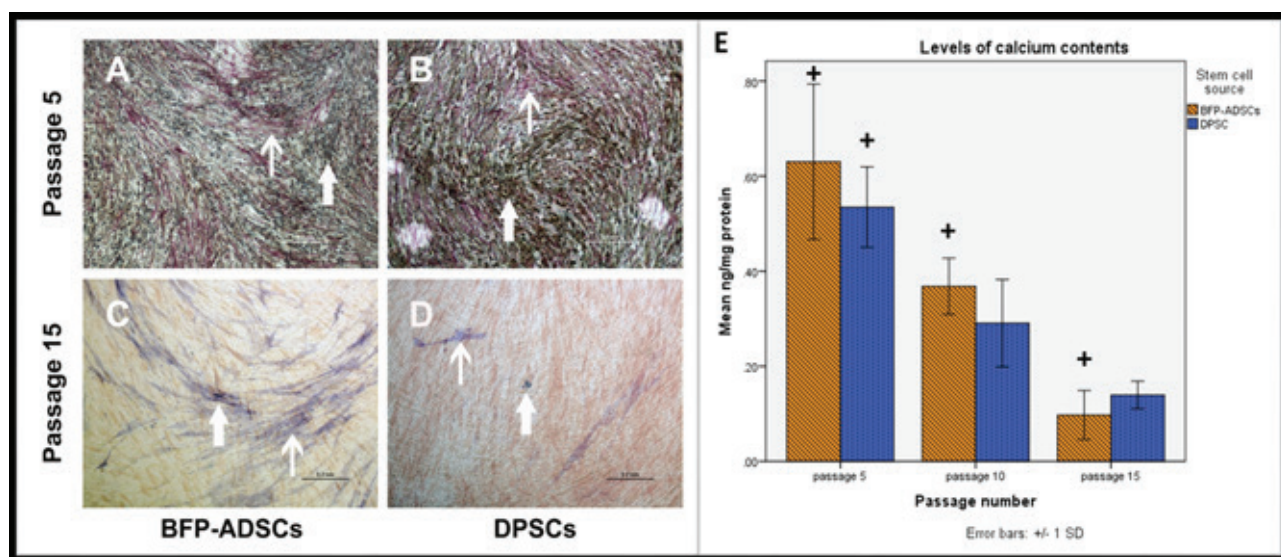 Passage 5
A
B
Passage 15
C
D
BFP-ADSCs
DPSCs
E
Levels of calcium contents
Stem cell
source
BFP-ADSCs
DPSC
Mean ng/mg protein
.80
.60
.40
.20
.00
+
+
+
+
passage 5
passage 10
passage 15
Passage number
Error bars: +/- 1 SD